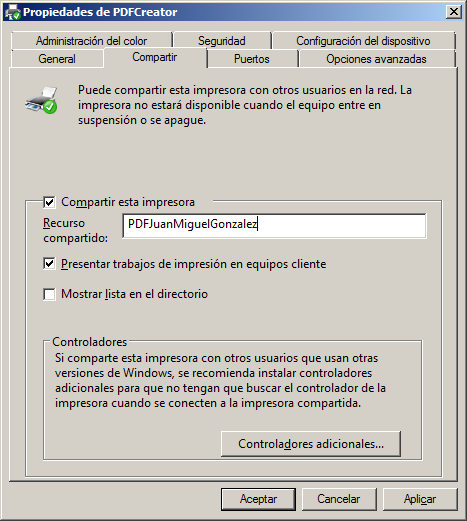 Propiedades de PDFCreator
Administración del color
Seguridad
Configuración del dispositivo
General
Compartir
Puertos
Opciones avanzadas
Puede compartir esta impresora con otros usuarios en la red. La
impresora no estará disponible cuando el equipo entre en
suspensión o se apague.
Compartir esta impresora
Recurso
compartido:
PDFJuanMiguelGonzalez
Presentar trabajos de impresión en equipos cliente
Mostrar lista en el directorio
Controladores
Si comparte esta impresora con otros usuarios que usan otras
versiones de Windows, se recomienda instalar controladores
adicionales para que no tengan que buscar el controlador de la
impresora cuando se conecten a la impresora compartida.
Controladores adicionales...
Aceptar
Cancelar
Aplicar